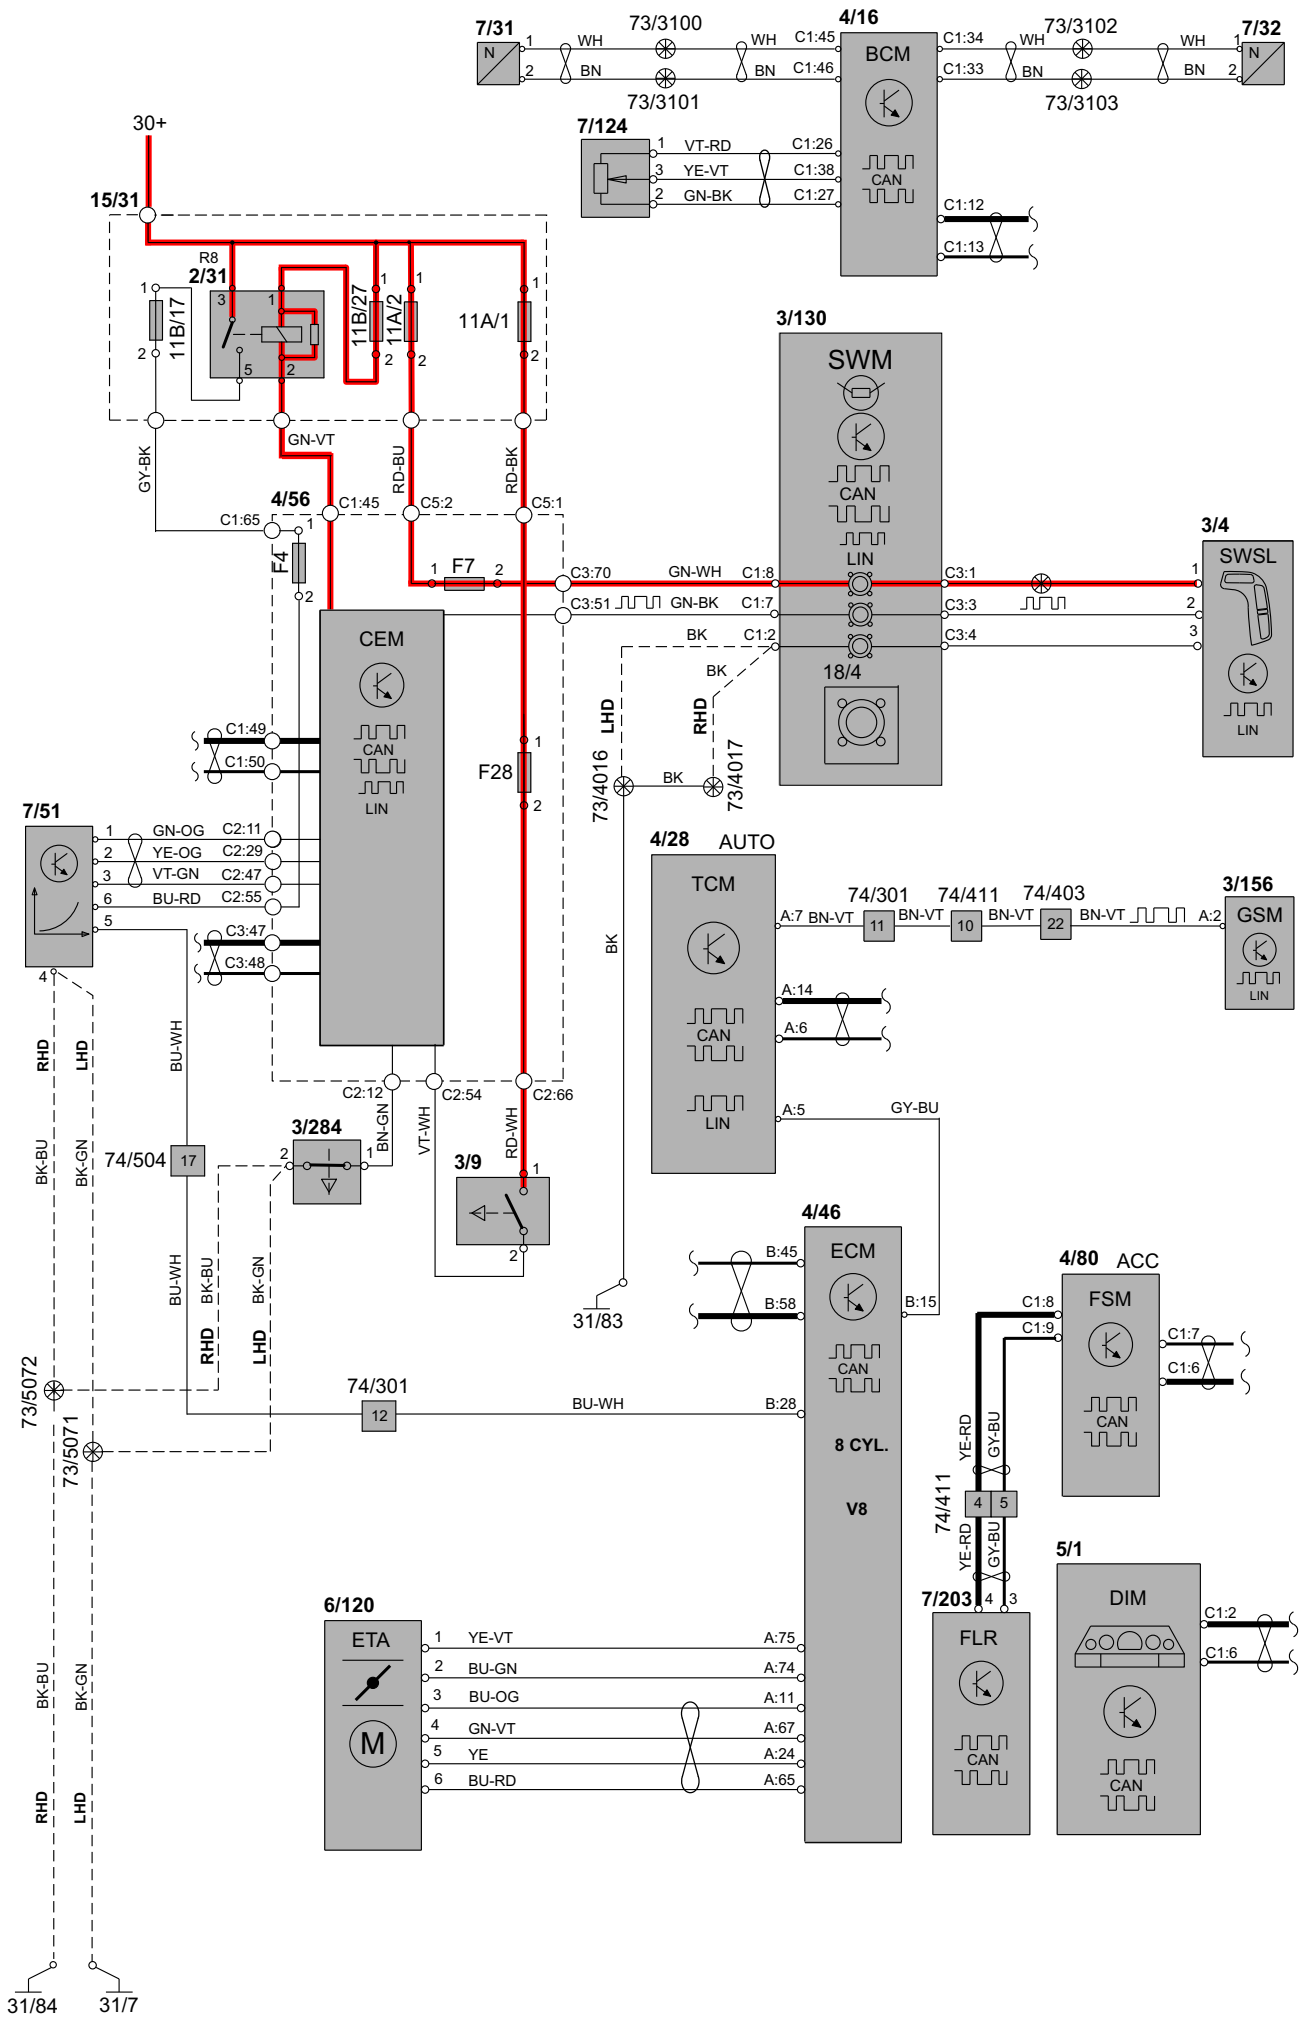 7/31
73/3100
4/16
73/3102
7/32
N
1
WH
WH
C1:45
BCM
C1:34
WH
WH
1
N
2
BN
BN
C1:46
C1:33
BN
BN
2
73/3101
73/3103
7/124
1
VT-RD
C1:26
3
YE-VT
C1:38
2
GN-BK
C1:27
CAN
C1:12
C1:13
30+
15/31
R8
2/31
1
2
11B/17
3
1
5
2
1
2
11B/27
11A/2
1
2
11A/1
1
2
GY-BK
GN-VT
RD-BU
RD-BK
4/56
C1:45
C5:2
C5:1
C1:65
1
F4
2
1
F7
2
C3:70
GN-WH
C1:8
C3:51
GN-BK
C1:7
BK
C1:2
BK
3/130
SWM
CAN
LIN
18/4
C3:1
C3:3
C3:4
3/4
SWSL
1
2
3
LIN
CEM
CAN
LIN
C1:49
C1:50
1
F28
2
LHD
RHD
73/4016
BK
73/4017
BK
7/51
1
GN-OG
C2:11
2
YE-OG
C2:29
3
VT-GN
C2:47
6
BU-RD
C2:55
5
4
C3:47
C3:48
RHD
LHD
BU-WH
BK-BU
BK-GN
C2:12
C2:54
C2:66
BN-GN
VT-WH
RD-WH
74/504
17
3/284
2
1
3/9
1
2
BU-WH
BK-BU
BK-GN
RHD
LHD
31/83
4/28
AUTO
TCM
CAN
LIN
A:7
BN-VT
74/301
11
BN-VT
74/411
10
BN-VT
74/403
22
BN-VT
A:2
3/156
GSM
LIN
A:14
A:6
A:5
GY-BU
4/46
ECM
B:45
B:58
B:15
CAN
73/5072
73/5071
74/301
12
BU-WH
B:28
8 CYL.
V8
4/80
ACC
FSM
C1:8
C1:9
C1:7
C1:6
CAN
YE-RD
GY-BU
74/411
4
5
YE-RD
GY-BU
7/203
4
3
FLR
CAN
5/1
DIM
C1:2
C1:6
CAN
6/120
ETA
M
1
YE-VT
A:75
2
BU-GN
A:74
3
BU-OG
A:11
4
GN-VT
A:67
5
YE
A:24
6
BU-RD
A:65
BK-BU
BK-GN
RHD
LHD
31/84
31/7